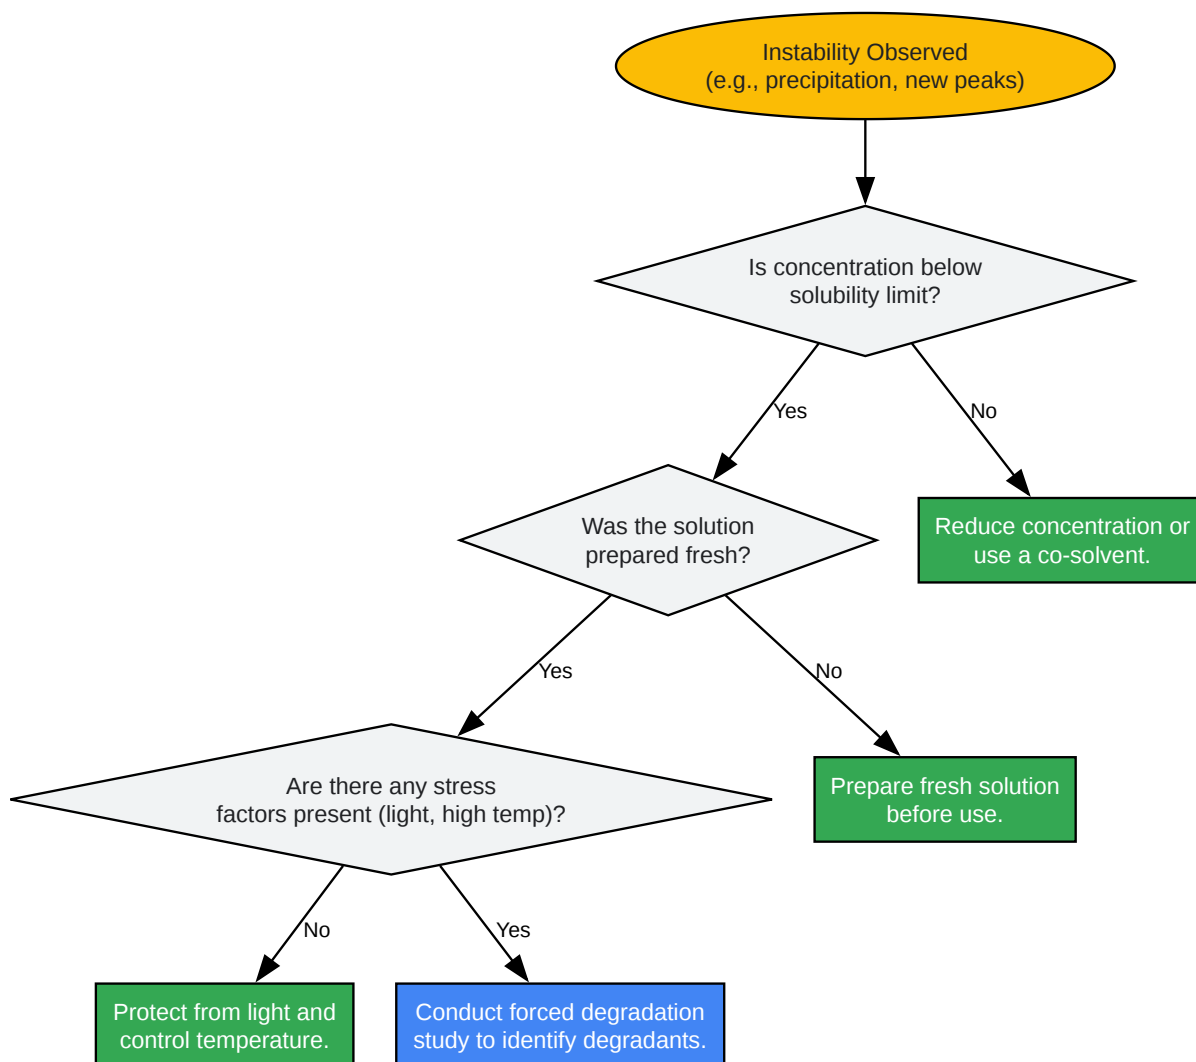 Instability Observed
(e.g., precipitation, new peaks)
Is concentration below
solubility limit?
Yes
No
Was the solution
prepared fresh?
Reduce concentration or
use a co-solvent.
Yes
No
Are there any stress
factors present (light, high temp)?
Prepare fresh solution
before use.
No
Yes
Protect from light and
control temperature.
Conduct forced degradation
study to identify degradants.